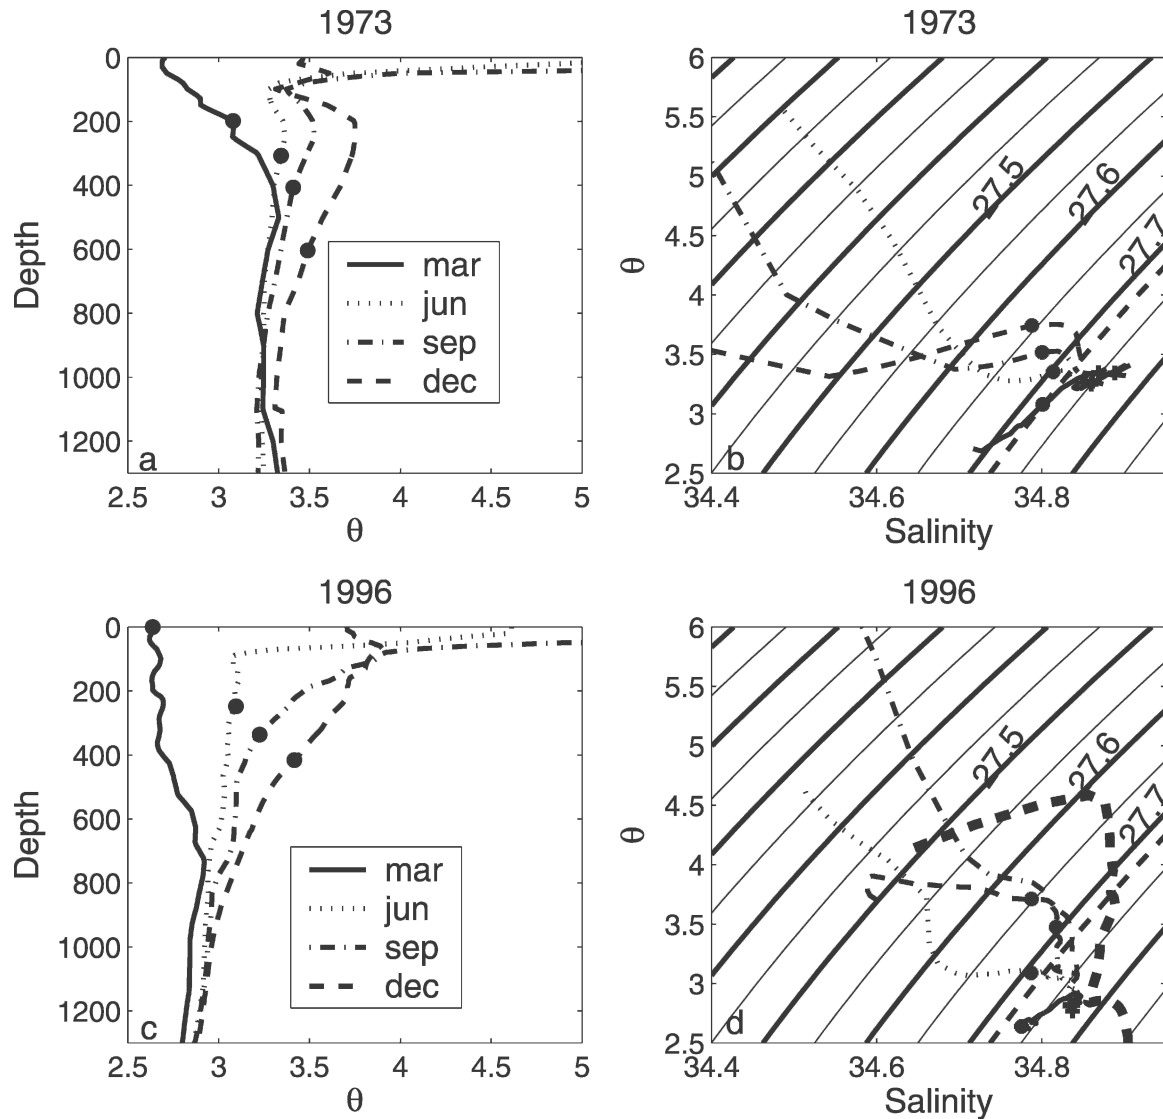 1973
0
200
400
600
800
1000
1200
Depth
mar
jun
sep
dec
a
2.5 3 3.5 4 4.5 5
θ
1973
6
5.5
5
4.5
4
3.5
3
2.5
θ
27.5
27.6
27.7
b
34.4 34.6 34.8
Salinity
1996
0
200
400
600
800
1000
1200
Depth
mar
jun
sep
dec
c
2.5 3 3.5 4 4.5 5
θ
1996
6
5.5
5
4.5
4
3.5
3
2.5
θ
27.5
27.6
27.7
d
34.4 34.6 34.8
Salinity